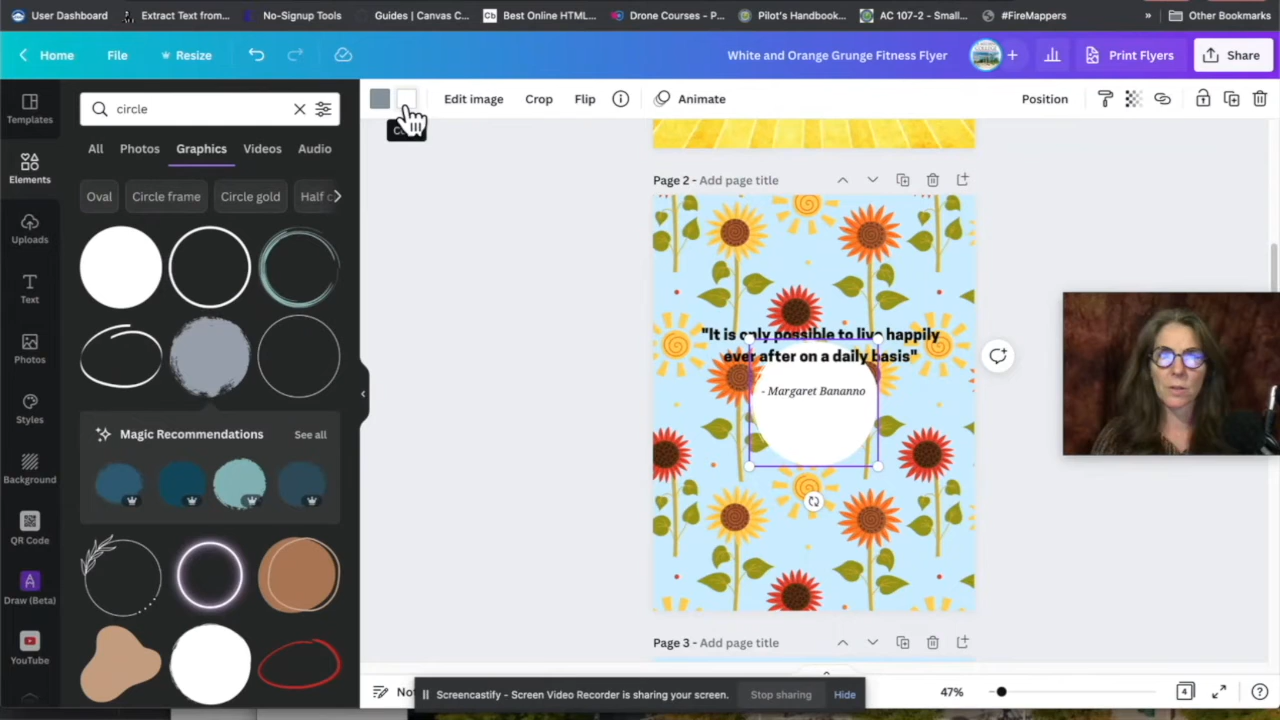 User Dashboard
Extract Text from...
No-Signup Tools
Guides | Canvas C...
Cb Best Online HTML...
Drone Courses - P...
Pilot's Handbook...
AC 107-2 - Small...
#FireMappers
»
Other Bookmarks
Home
File
Resize
White and Orange Grunge Fitness Flyer
+
Print Flyers
Share
circle
Edit image
Crop
Flip
Animate
Position
Templates
Elements
Uploads
Text
Photos
Styles
Background
QR Code
Draw (Beta)
YouTube
All
Photos
Graphics
Videos
Audio
Oval
Circle frame
Circle gold
Half c
Magic Recommendations
See all
Page 2 - Add page title
"It is only possible to live happily
ever after on a daily basis"
- Margaret Bananno
Page 3 - Add page title
Screencastify - Screen Video Recorder is sharing your screen.
Stop sharing
Hide
47%
4